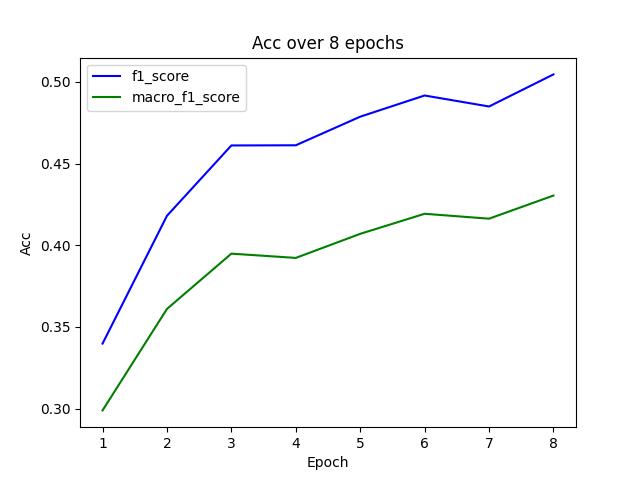 Acc over 8 epochs
f1_score
macro_f1_score
0.50
0.45
0.40
0.35
0.30
Acc
1 2 3 4 5 6 7 8
Epoch